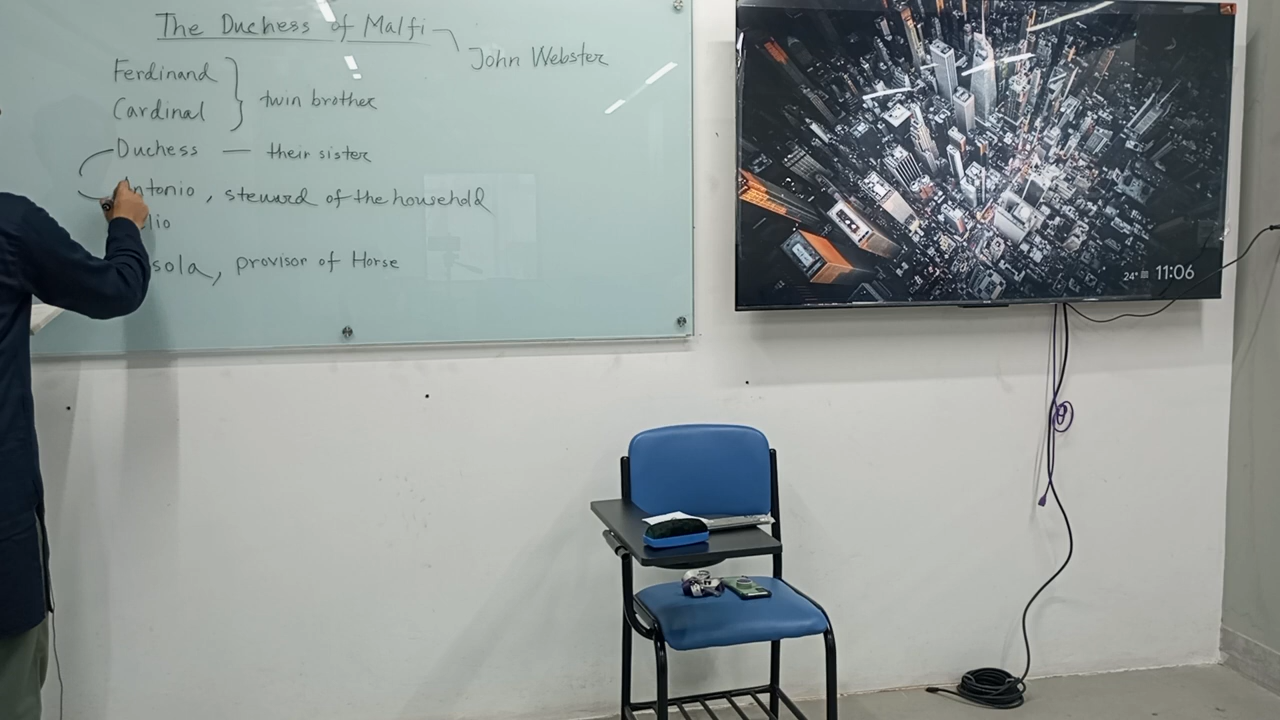 The Duchess of Malfi
John Webster
Ferdinand
Cardinal
twin brother
Duchess — their sister
Antonio, steward of the household
lio
sola, provisor of Horse
24° 11:06